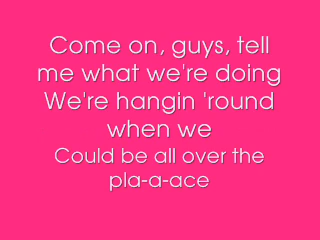 Come on, guys, tell
me what we're doing
We're hangin 'round
when we
Could be all over the
pla-a-ace